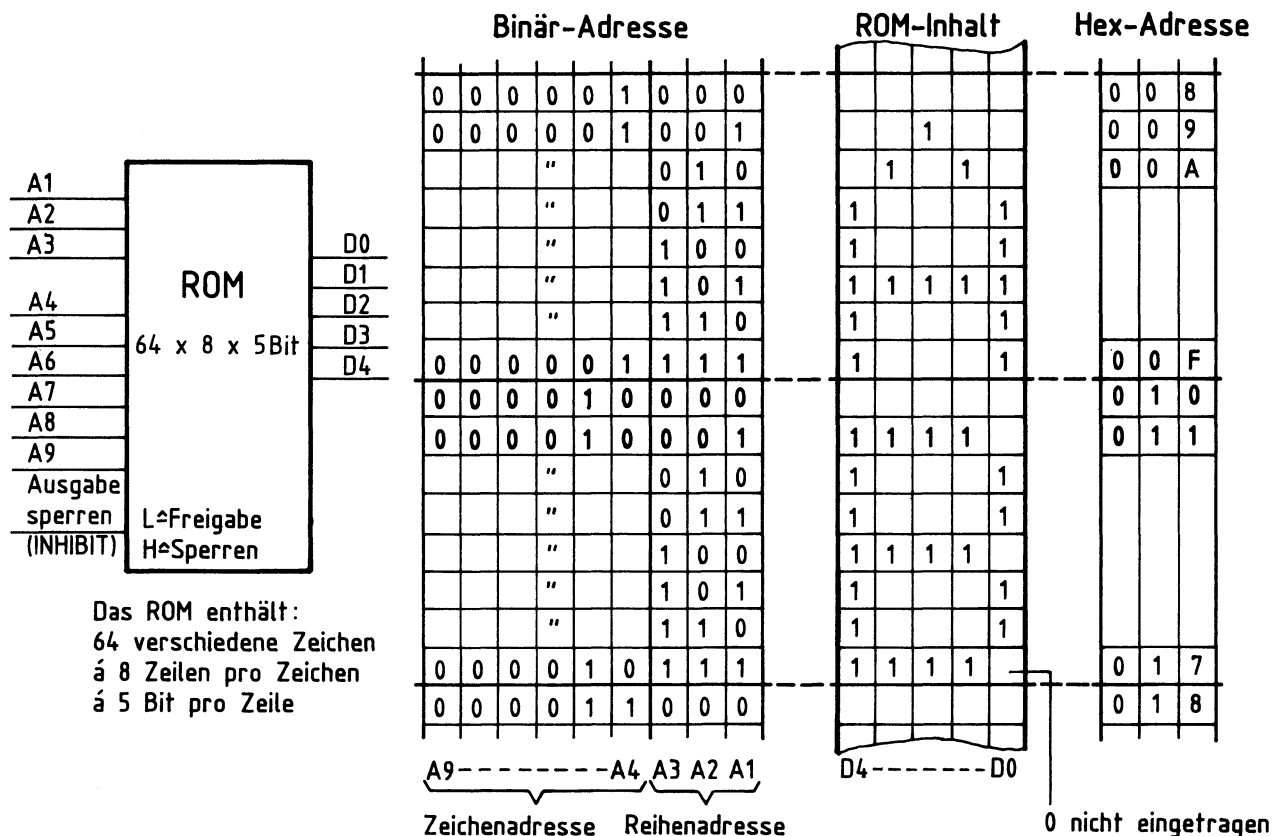 Binär-Adresse ROM-Inhalt Hex-Adresse
0 0 0 0 0 1 0 0 0 0 0 8
0 0 0 0 0 1 0 0 1 1 0 0 9
" 0 1 0 1 1 0 0 A
" 0 1 1 1 1
" 1 0 0 1 1
" 1 0 1 1 1 1 1 1
" 1 1 0 1 1
0 0 0 0 0 1 1 1 1 1 1 0 0 F
0 0 0 0 1 0 0 0 0 0 1 0
0 0 0 0 1 0 0 0 1 1 1 1 1 0 1 1
" 0 1 0 1 1
" 0 1 1 1 1
" 1 0 0 1 1 1 1
" 1 0 1 1 1
" 1 1 0 1 1
0 0 0 0 1 0 1 1 1 1 1 1 1 0 1 7
0 0 0 0 1 1 0 0 0 0 1 8
A9--------A4 A3 A2 A1
D4------D0
Zeichenadresse Reihenadresse
0 nicht eingetragen
A1
A2
A3
A4
A5
A6
A7
A8
A9
Ausgabe
sperren
(INHIBIT)
ROM
64 x 8 x 5Bit
L≙Freigabe
H≙Sperren
D0
D1
D2
D3
D4
Das ROM enthält:
64 verschiedene Zeichen
á 8 Zeilen pro Zeichen
á 5 Bit pro Zeile